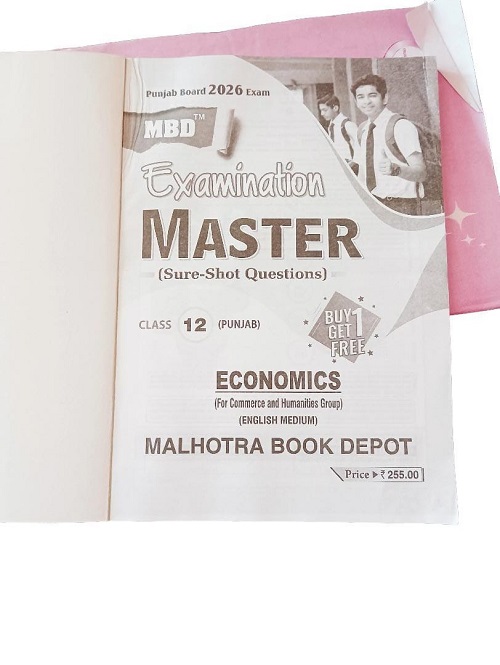 Punjab Board 2026 Exam
MBD™
Examination
MASTER
(Sure-Shot Questions)
CLASS 12 (PUNJAB)
BUY 1
GET
FREE
ECONOMICS
(For Commerce and Humanities Group)
(ENGLISH MEDIUM)
MALHOTRA BOOK DEPOT
Price ▶ ₹ 255.00